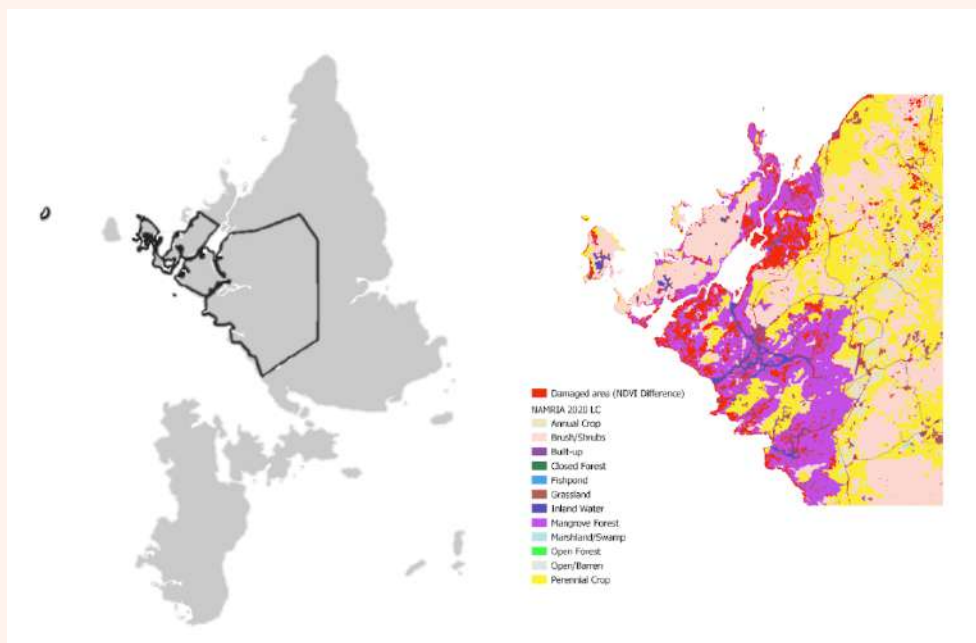 Damaged area (NDVI Difference)
NAMRIA 2020 LC
Annual Crop
Brush/Shrubs
Built-up
Closed Forest
Fishpond
Grassland
Inland Water
Mangrove Forest
Marshland/Swamp
Open Forest
Open/Barren
Perennial Crop